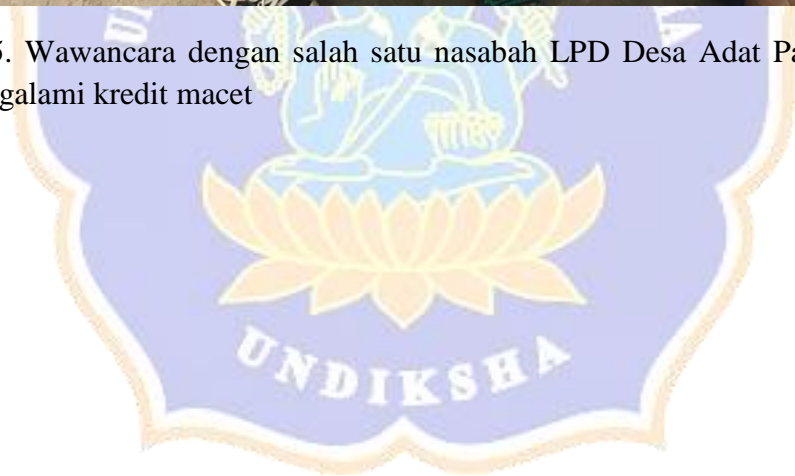 5. Wawancara dengan salah satu nasabah LPD Desa Adat Pa
galami kredit macet
UNDIKSHA